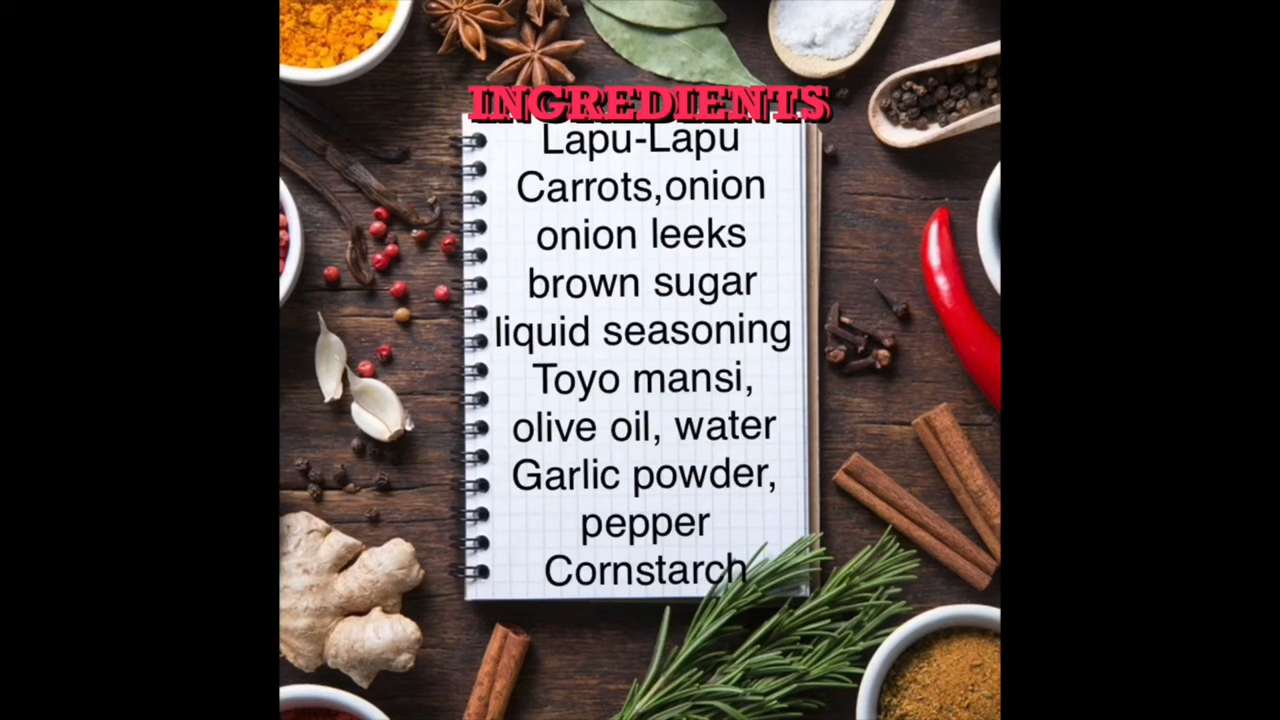 INGREDIENTS
Lapu-Lapu
Carrots,onion
onion leeks
brown sugar
liquid seasoning
Toyo mansi,
olive oil, water
Garlic powder,
pepper
Cornstarch